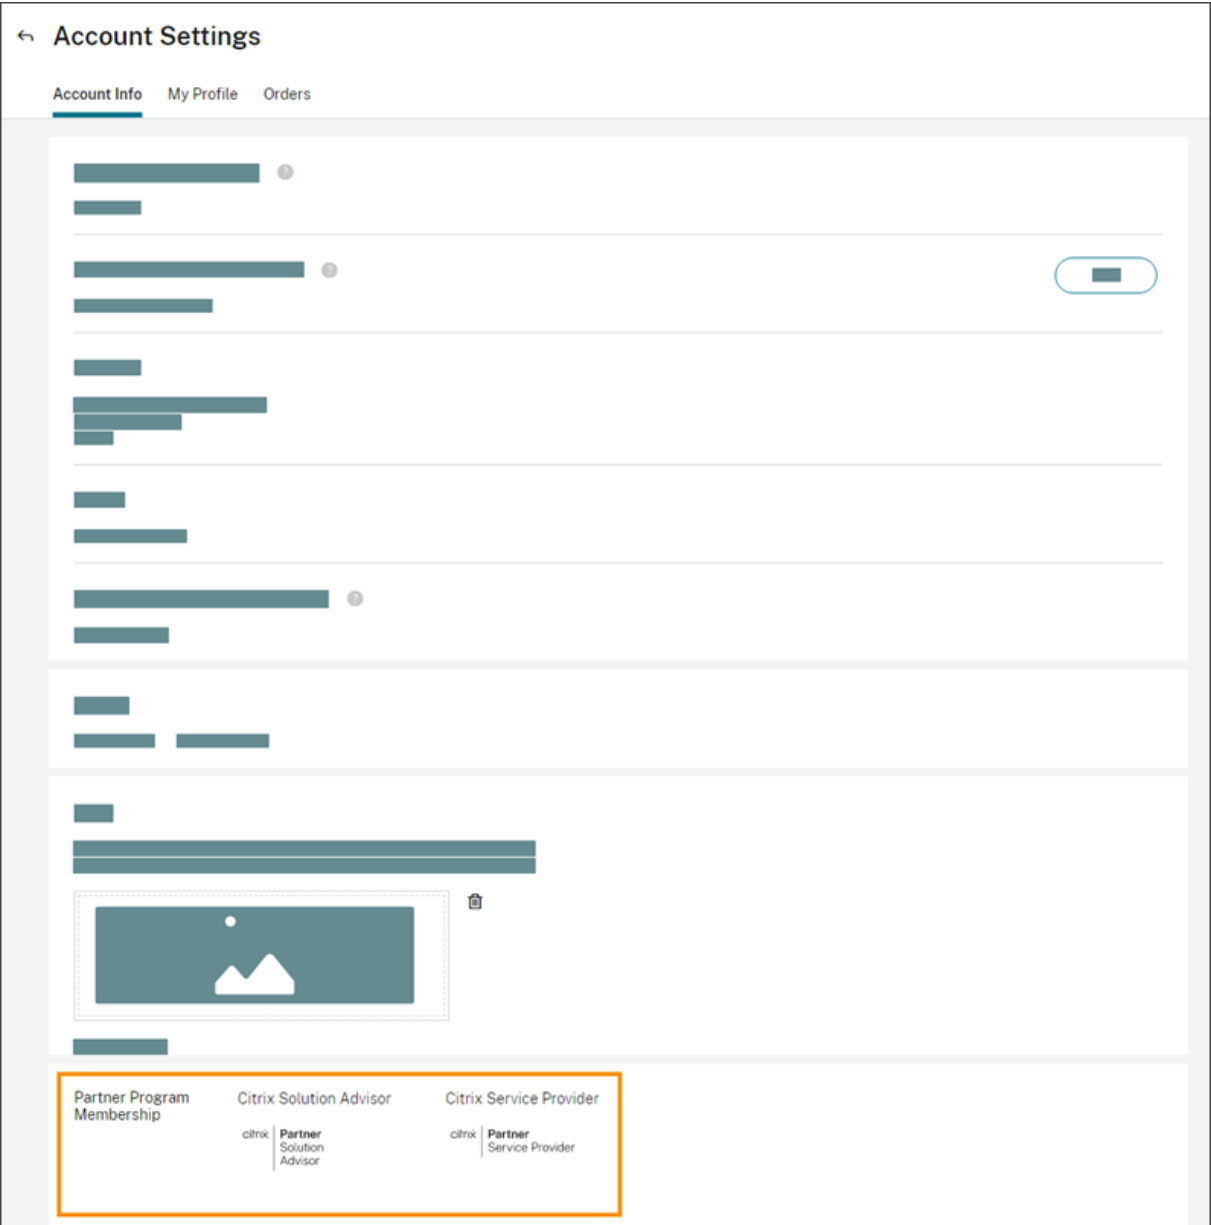 Account Settings
Account Info My Profile Orders
?
?
?
Partner Program
Membership
Citrix Solution Advisor
citrix Partner
Solution
Advisor
Citrix Service Provider
citrix Partner
Service Provider